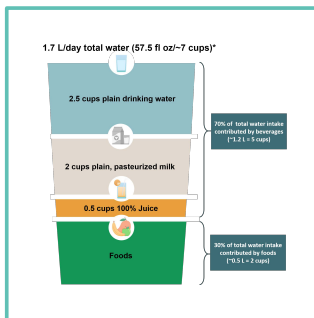 1.7 L/day total water (57.5 fl oz/~7 cups)*
2.5 cups plain drinking water
70% of total water intake
contributed by beverages
(~1.2 L = 5 cups)
2 cups plain, pasteurized milk
0.5 cups 100% Juice
Foods
30% of total water intake
contributed by foods
(~0.5 L = 2 cups)